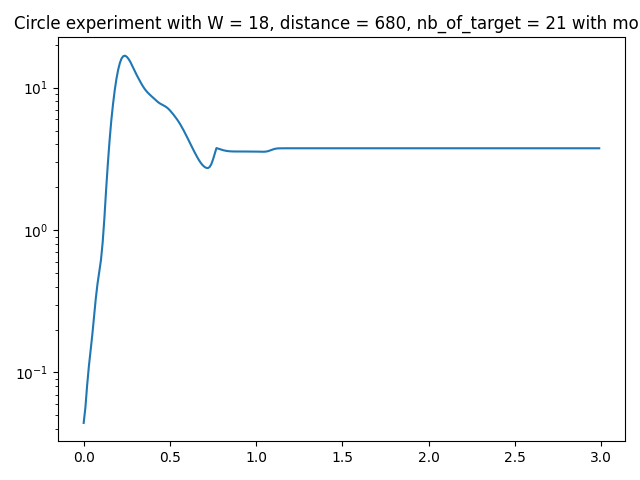 Circle experiment with W = 18, distance = 680, nb_of_target = 21 with mo
10¹
10⁰
10⁻¹
0.0 0.5 1.0 1.5 2.0 2.5 3.0